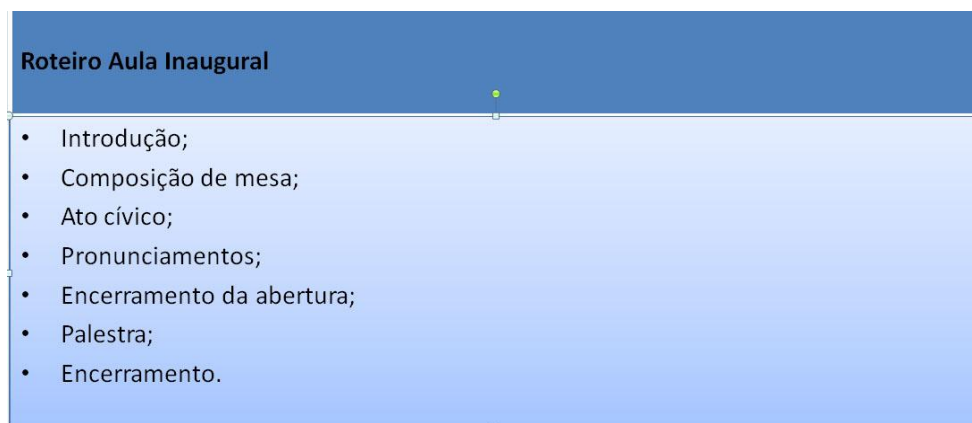 Roteiro Aula Inaugural
• Introdução;
• Composição de mesa;
• Ato cívico;
• Pronunciamentos;
• Encerramento da abertura;
• Palestra;
• Encerramento.